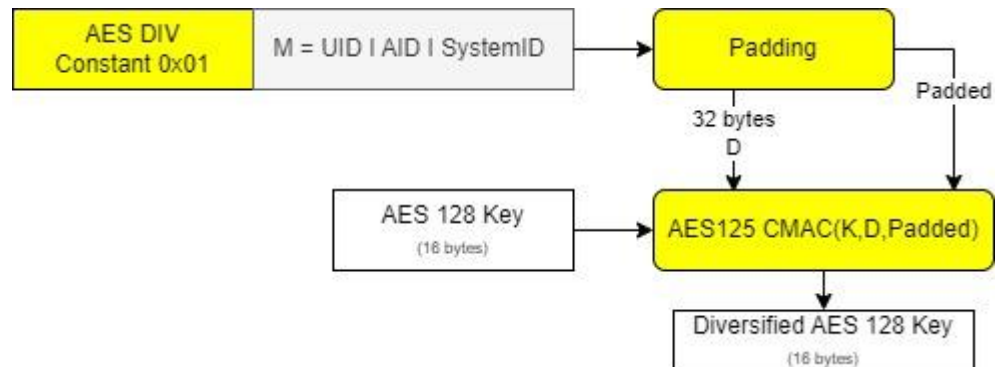 AES DIV
Constant 0x01
M = UID I AID I SystemID
Padding
Padded
32 bytes
D
AES 128 Key
(16 bytes)
AES125 CMAC(K,D,Padded)
Diversified AES 128 Key
(16 bytes)